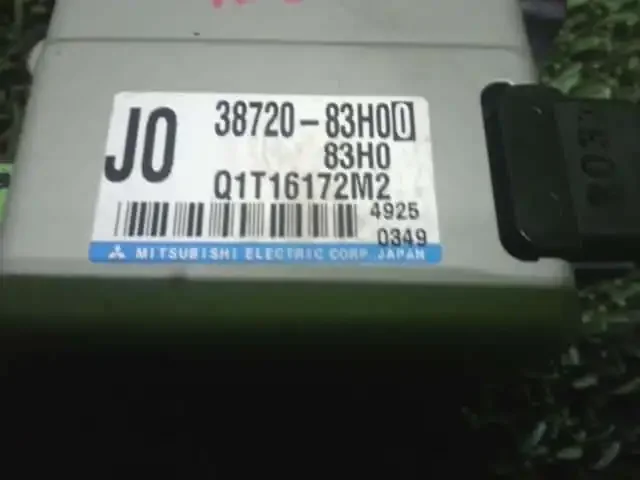 J0
38720-83H00
83H0
Q1T16172M2
4925
0349
MITSUBISHI ELECTRIC CORP. JAPAN